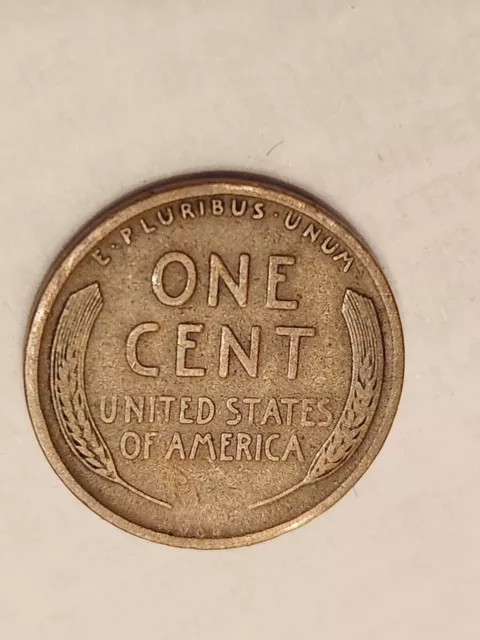 E·PLURIBUS·UNUM
ONE
CENT
UNITED STATES
OF AMERICA